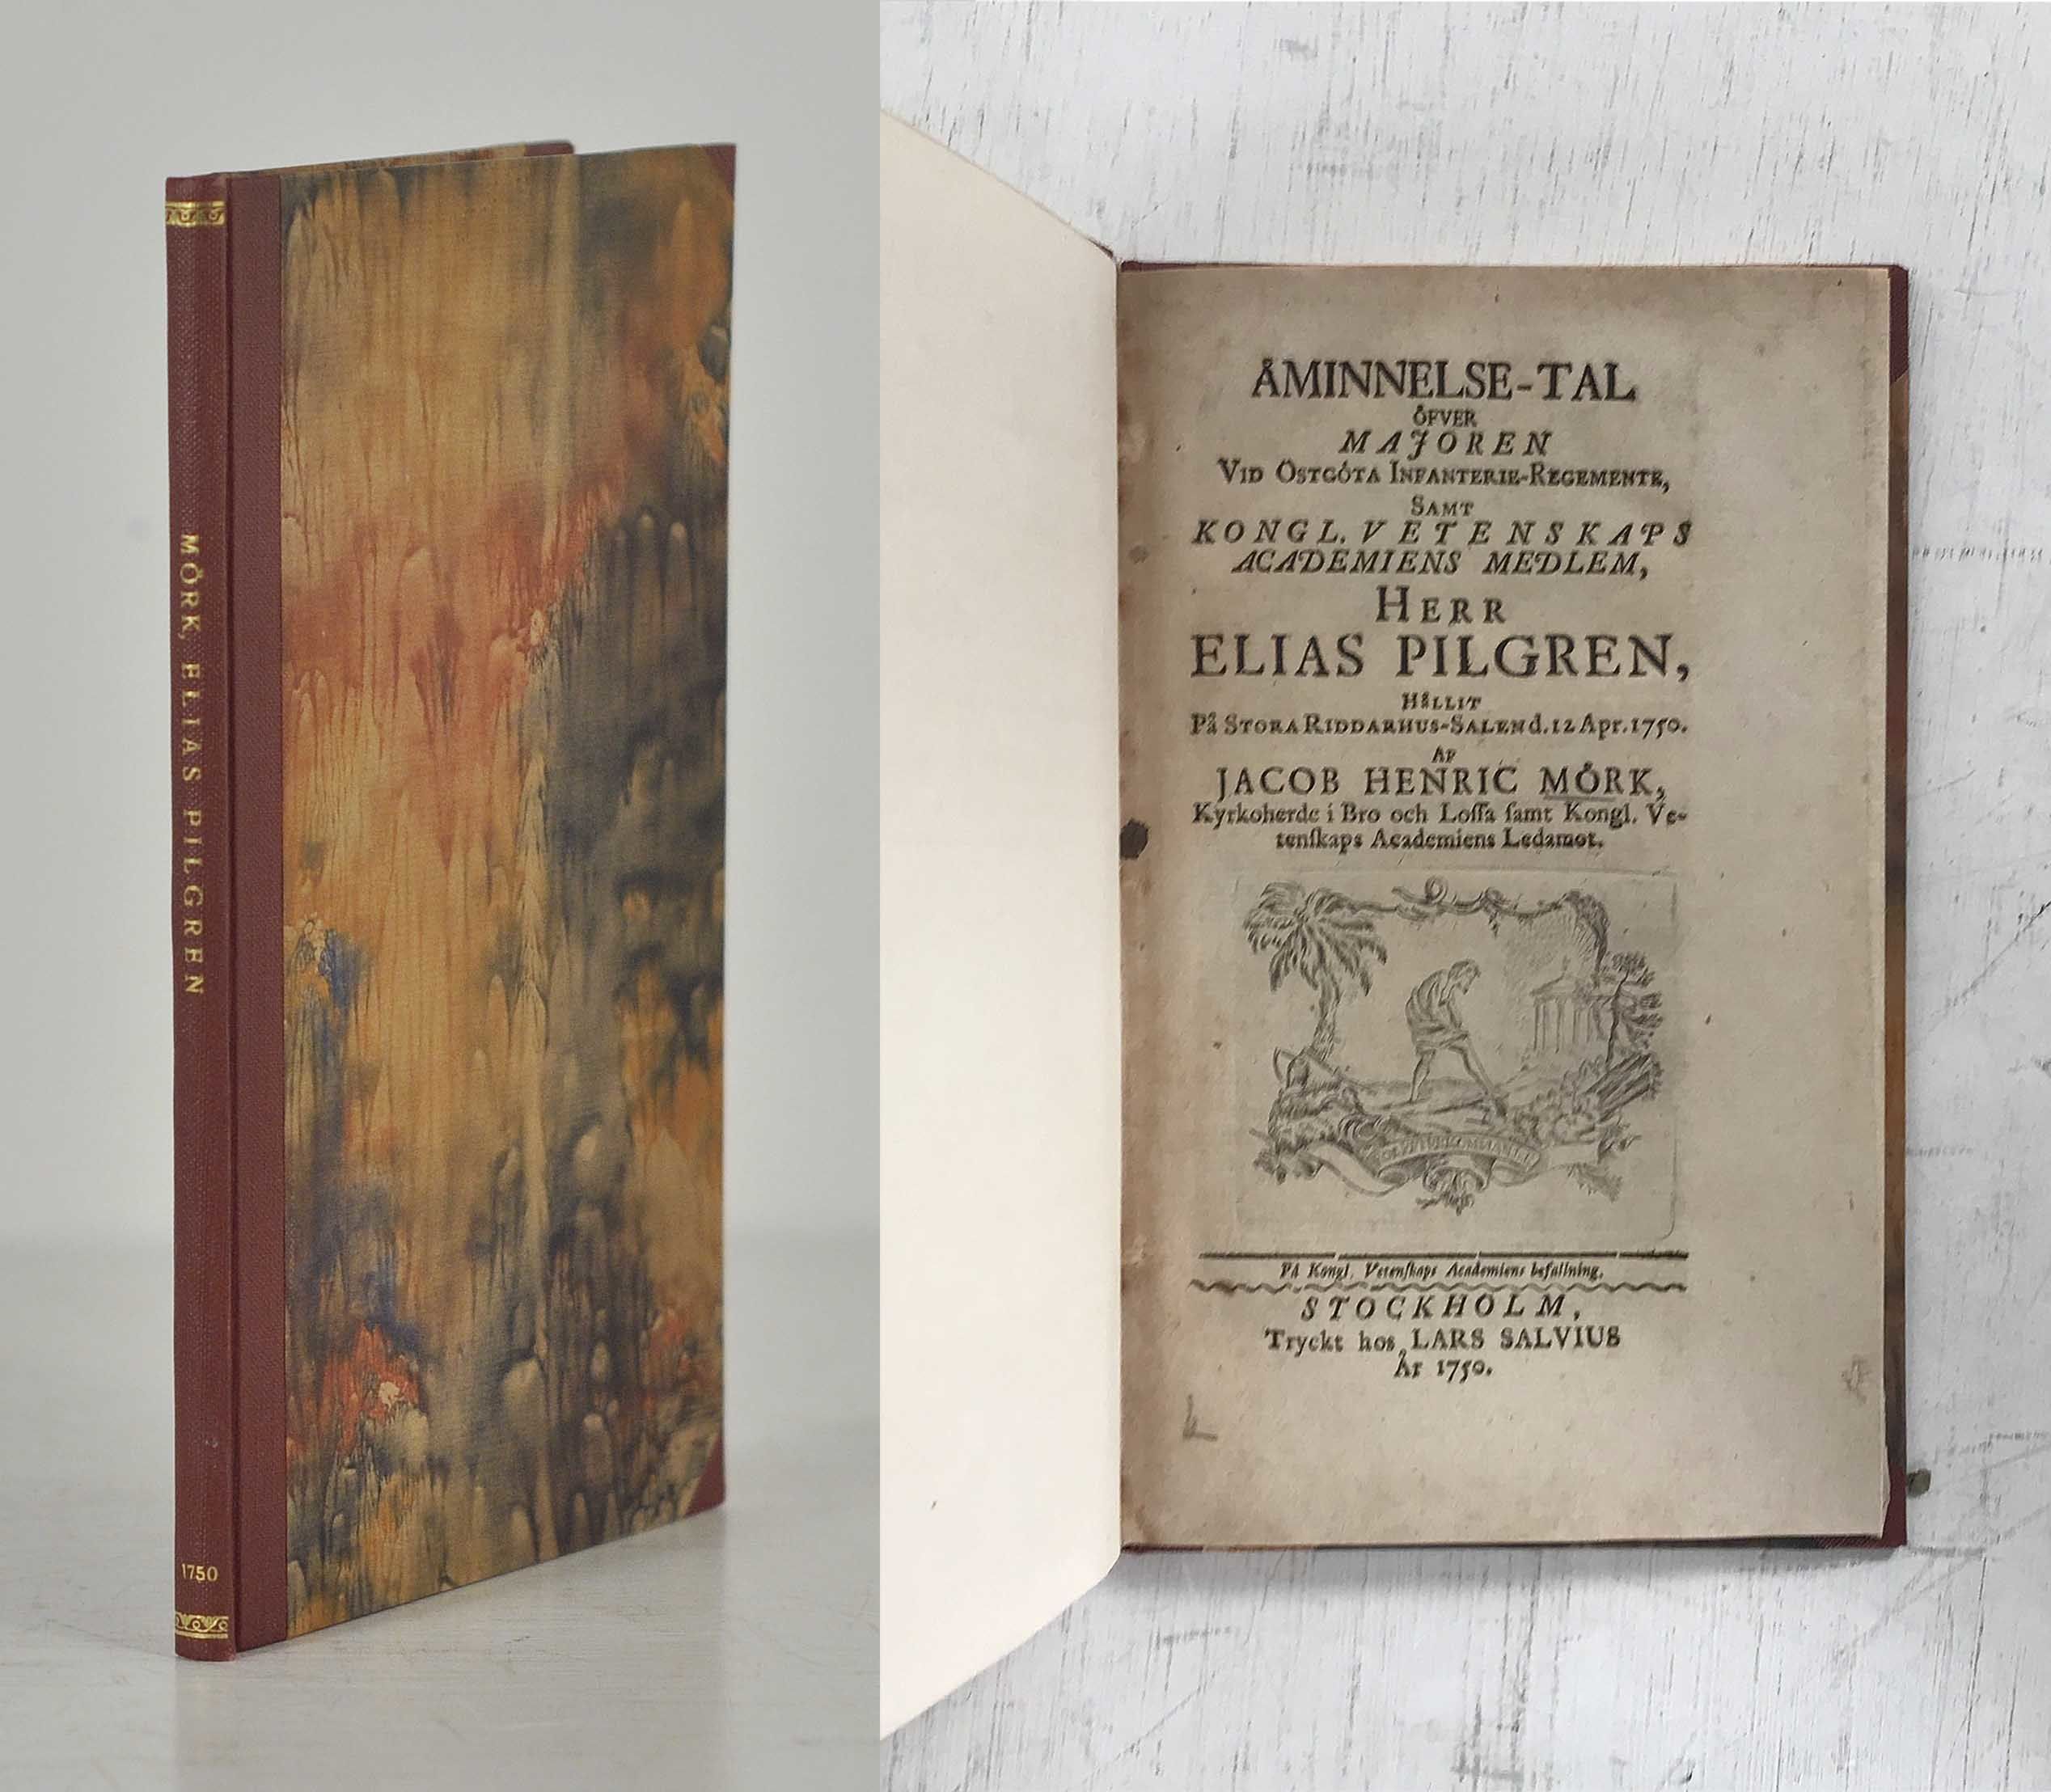 MÖRK, ELIAS PILGREN
1750
ÅMINNELSE-TAL
ÖFVER
MAJOREN
VID ÖSTGÖTA INFANTERIE-REGEMENTE,
SAMT
KONGL. VETENSKAPS
ACADEMIENS MEDLEM,
HERR
ELIAS PILGREN,
HÅLLIT
På STORA RIDDARHUS-SALEN d. 12 Apr. 1750.
AF
JACOB HENRIC MÖRK,
Kyrkoherde i Bro och Loſſa ſamt Kongl. Ve-
tenſkaps Academiens Ledamot.
På Kongl. Vetenſkaps Academiens befallning.
STOCKHOLM,
Tryckt hos LARS SALVIUS
År 1750.